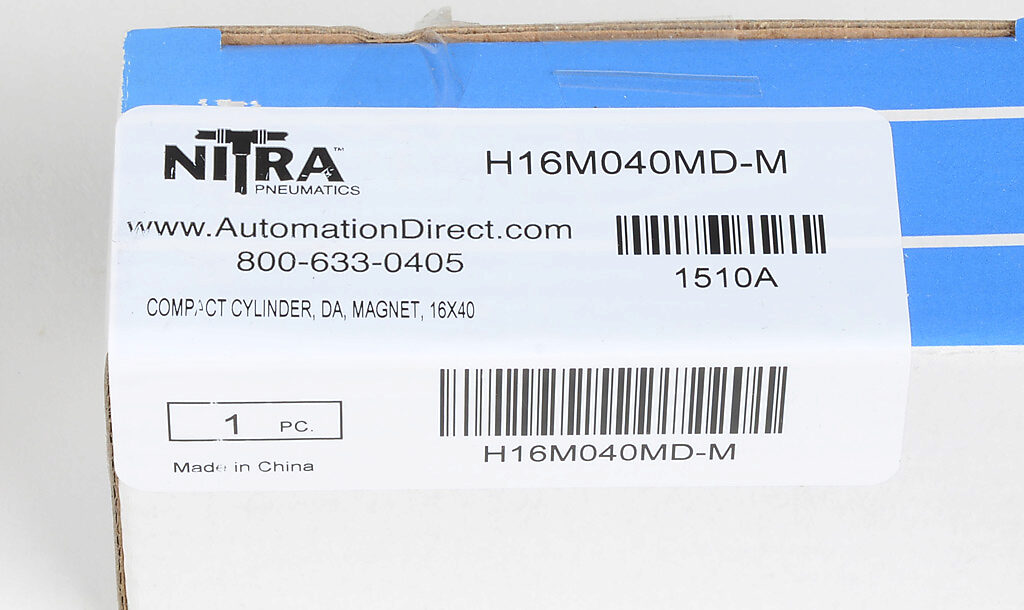 NITRA™
PNEUMATICS
H16M040MD-M
www.AutomationDirect.com
800-633-0405
1510A
COMPACT CYLINDER, DA, MAGNET, 16X40
1 PC.
H16M040MD-M
Made in China